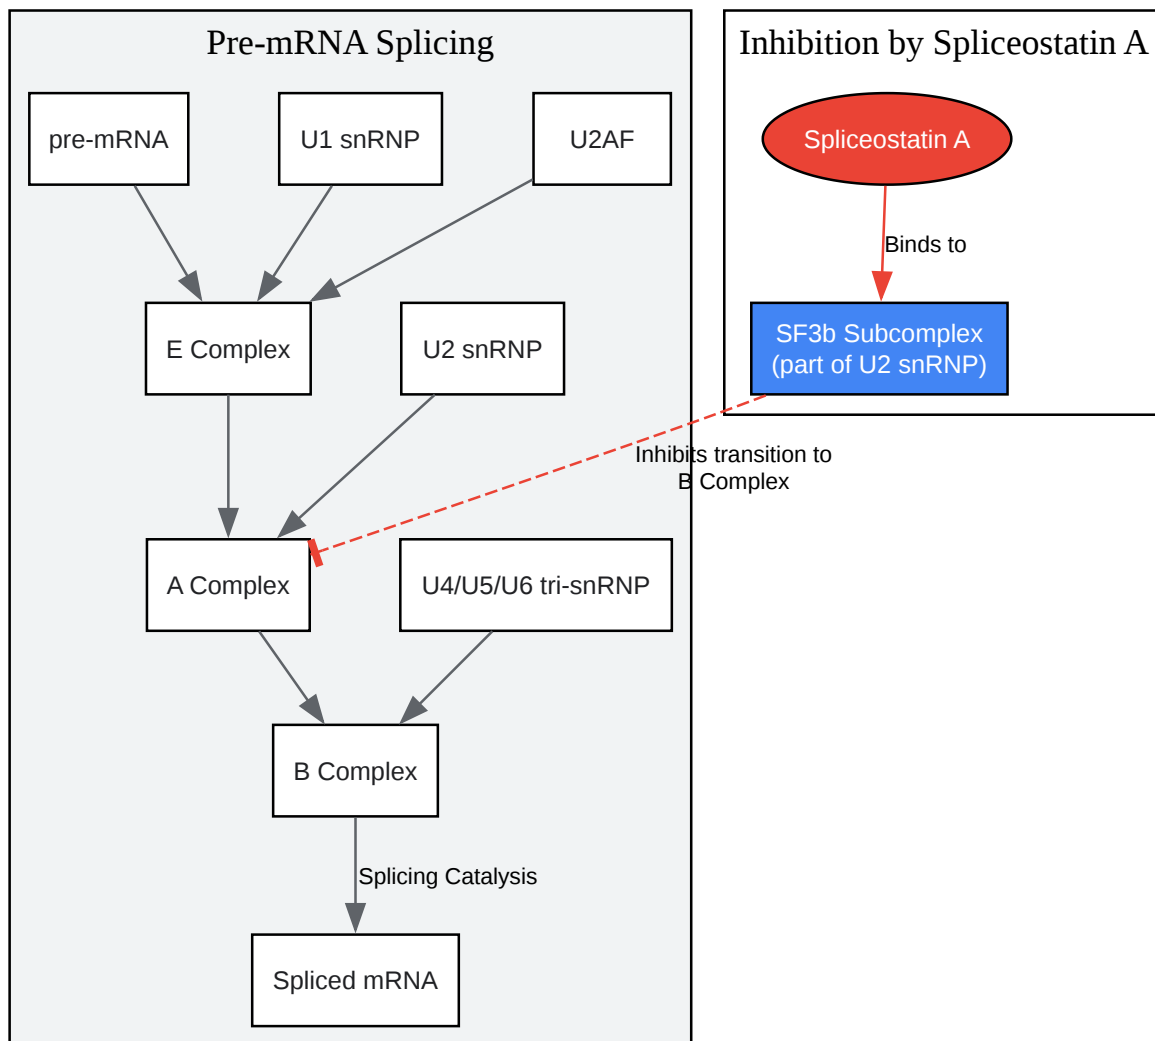 Pre-mRNA Splicing
Inhibition by Spliceostatin A
pre-mRNA
U1 snRNP
U2AF
Spliceostatin A
Binds to
E Complex
U2 snRNP
SF3b Subcomplex
(part of U2 snRNP)
Inhibits transition to
B Complex
A Complex
U4/U5/U6 tri-snRNP
B Complex
Splicing Catalysis
Spliced mRNA